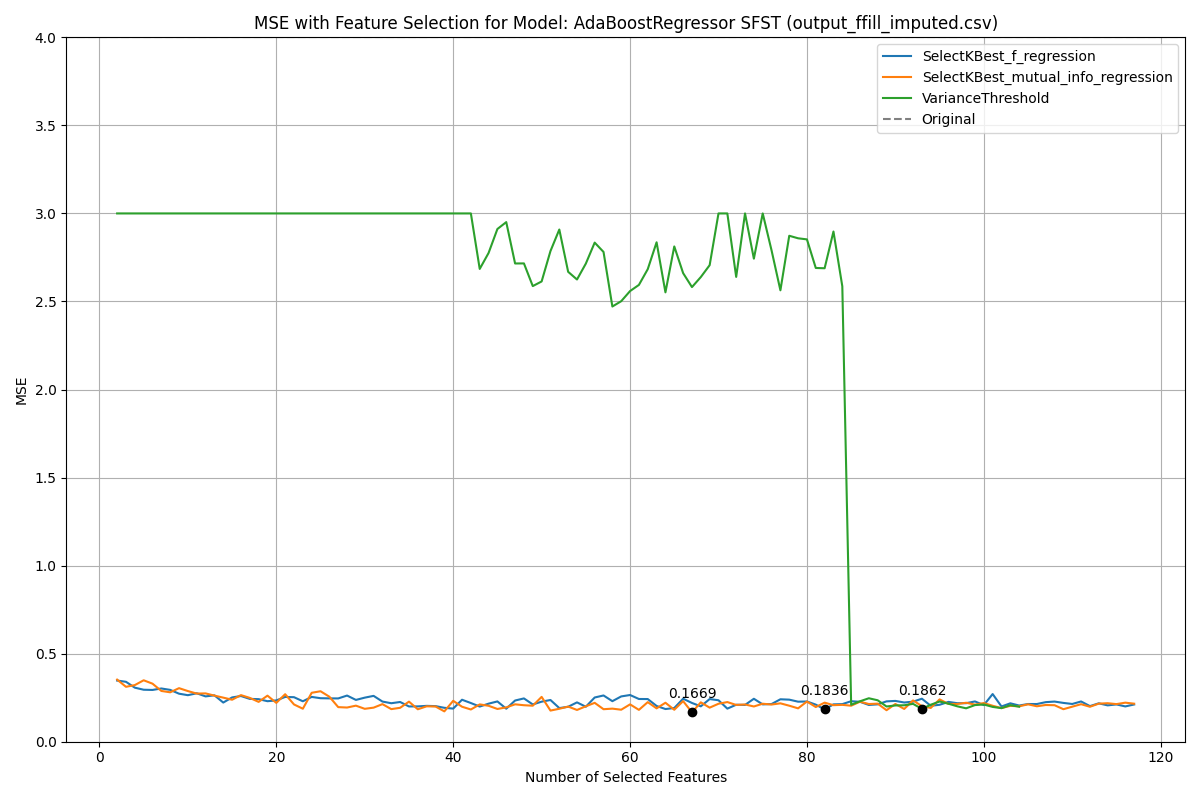 MSE with Feature Selection for Model: AdaBoostRegressor SFST (output_ffill_imputed.csv)
SelectKBest_f_regression
SelectKBest_mutual_info_regression
VarianceThreshold
Original
MSE
4.0
3.5
3.0
2.5
2.0
1.5
1.0
0.5
0.0
0.1669
0.1836
0.1862
0
20
40
60
80
100
120
Number of Selected Features